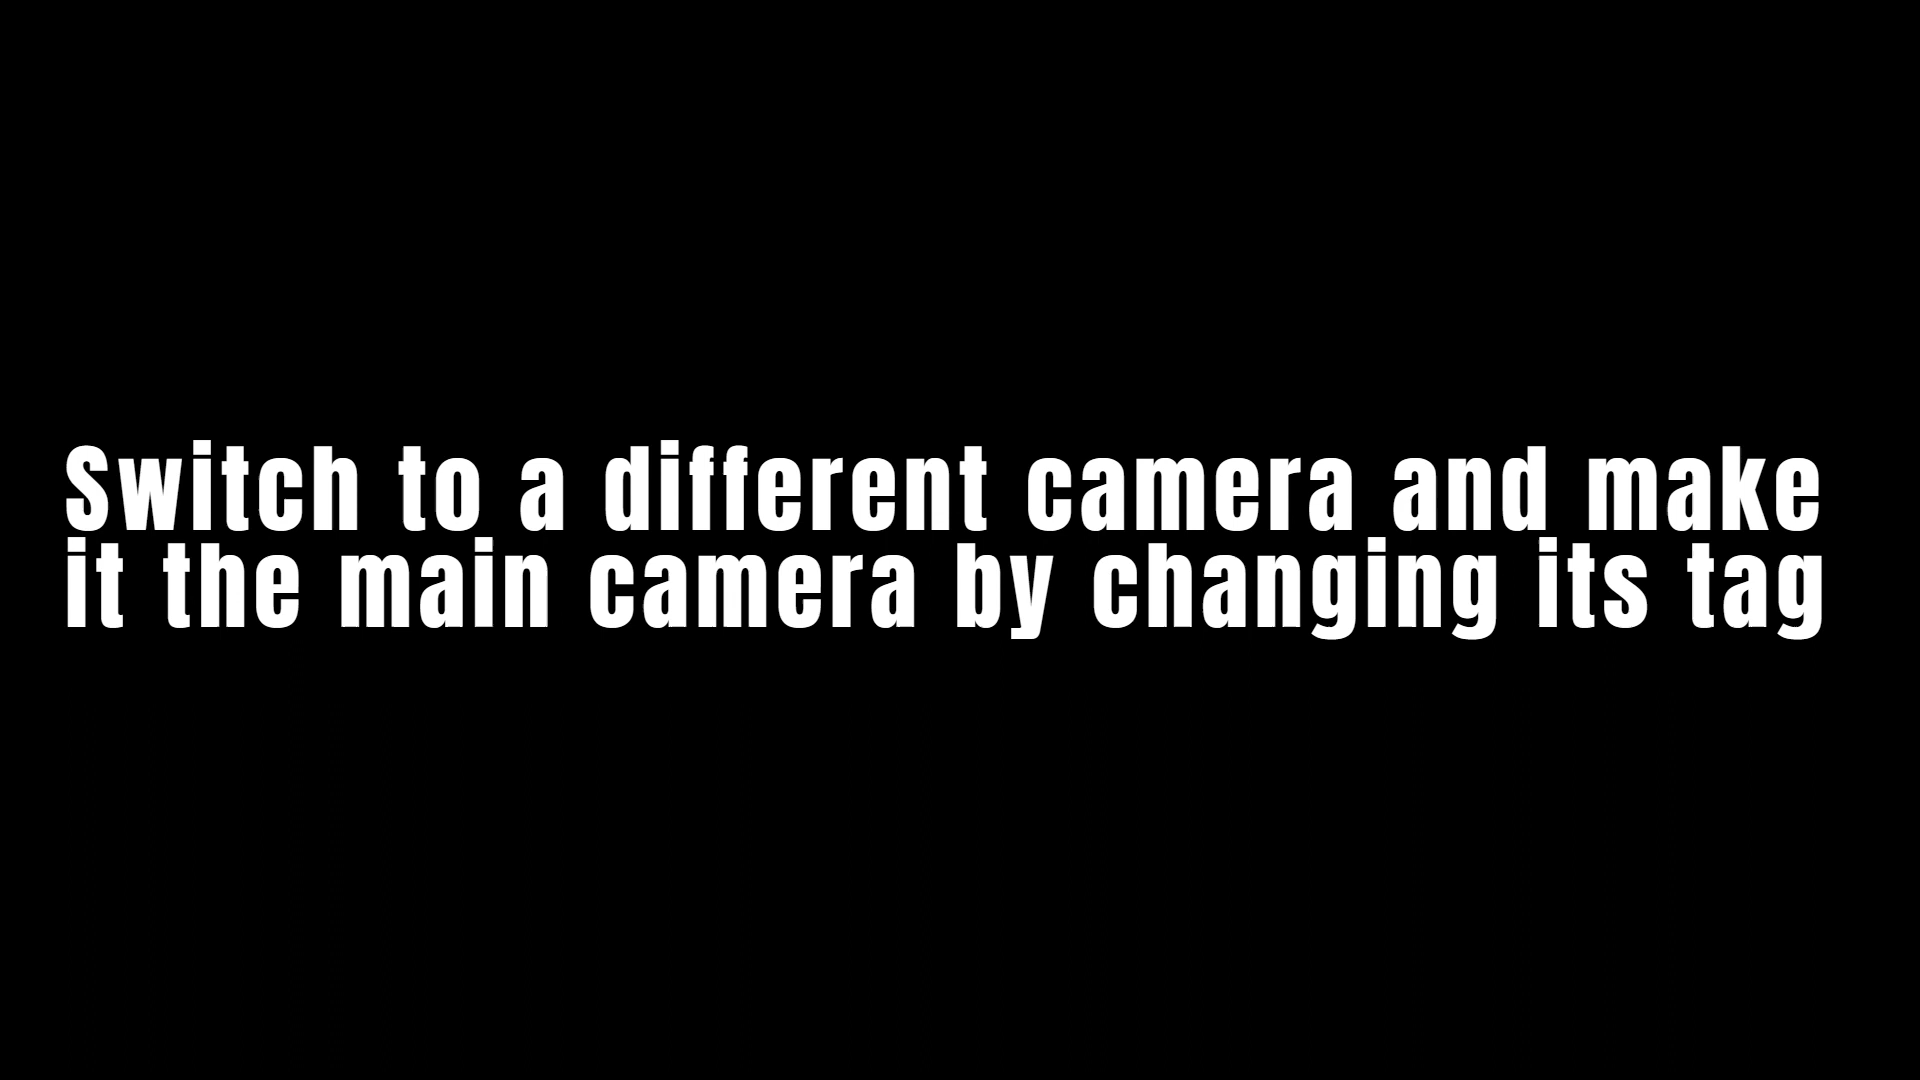 Switch to a different camera and make
it the main camera by changing its tag